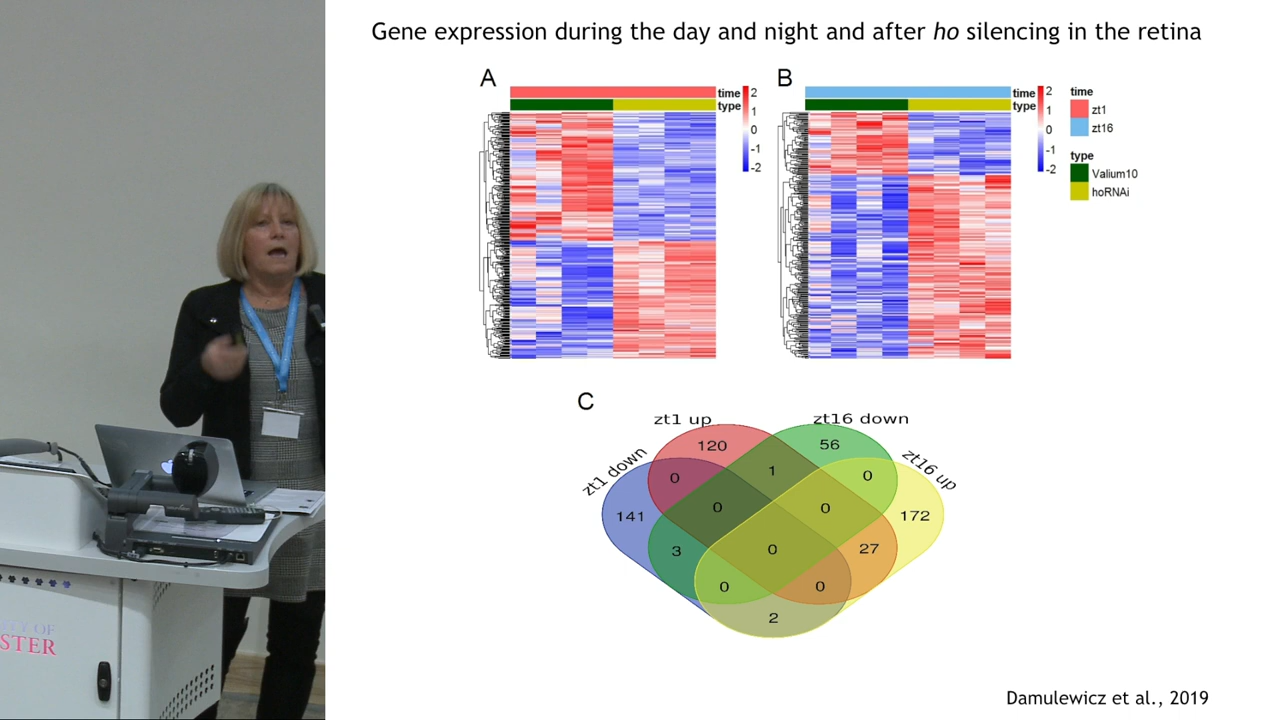 Gene expression during the day and night and after ho silencing in the retina
A
time
type
2
1
0
-1
-2
B
time
type
2
1
0
-1
-2
time
zt1
zt16
type
Valium10
hoRNAi
C
zt1 down
zt1 up
zt16 down
zt16 up
120
56
0
1
0
141
0
0
172
3
0
27
0
0
2
Damulewicz et al., 2019
OF
STER